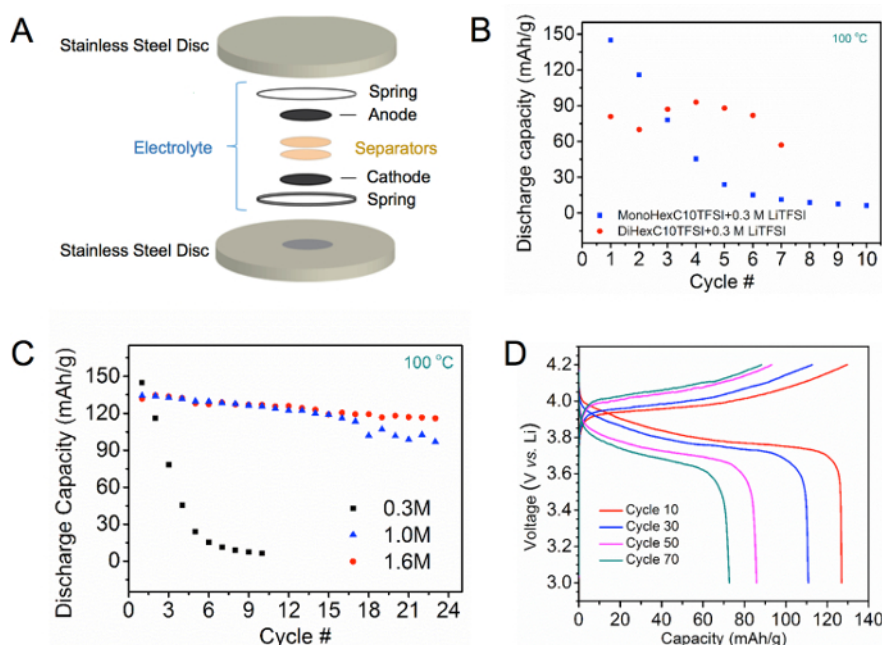 A
Stainless Steel Disc
Spring
Anode
Electrolyte
Separators
Cathode
Spring
Stainless Steel Disc
B
Discharge capacity (mAh/g)
150
120
90
60
30
0
100 °C
MonoHexC10TFSI+0.3 M LiTFSI
DiHexC10TFSI+0.3 M LiTFSI
0 1 2 3 4 5 6 7 8 9 10
Cycle #
C
Discharge Capacity (mAh/g)
150
120
90
60
30
0
100 °C
0.3M
1.0M
1.6M
0 3 6 9 12 15 18 21 24
Cycle #
D
Voltage (V vs. Li)
4.2
4.0
3.8
3.6
3.4
3.2
3.0
Cycle 10
Cycle 30
Cycle 50
Cycle 70
0 20 40 60 80 100 120 140
Capacity (mAh/g)